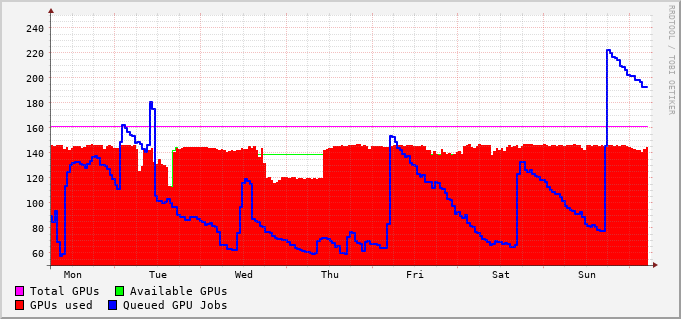 RRDTOOL / TOBI OETIKER
240
220
200
180
160
140
120
100
80
60
Mon Tue Wed Thu Fri Sat Sun
Total GPUs Available GPUs
GPUs used Queued GPU Jobs